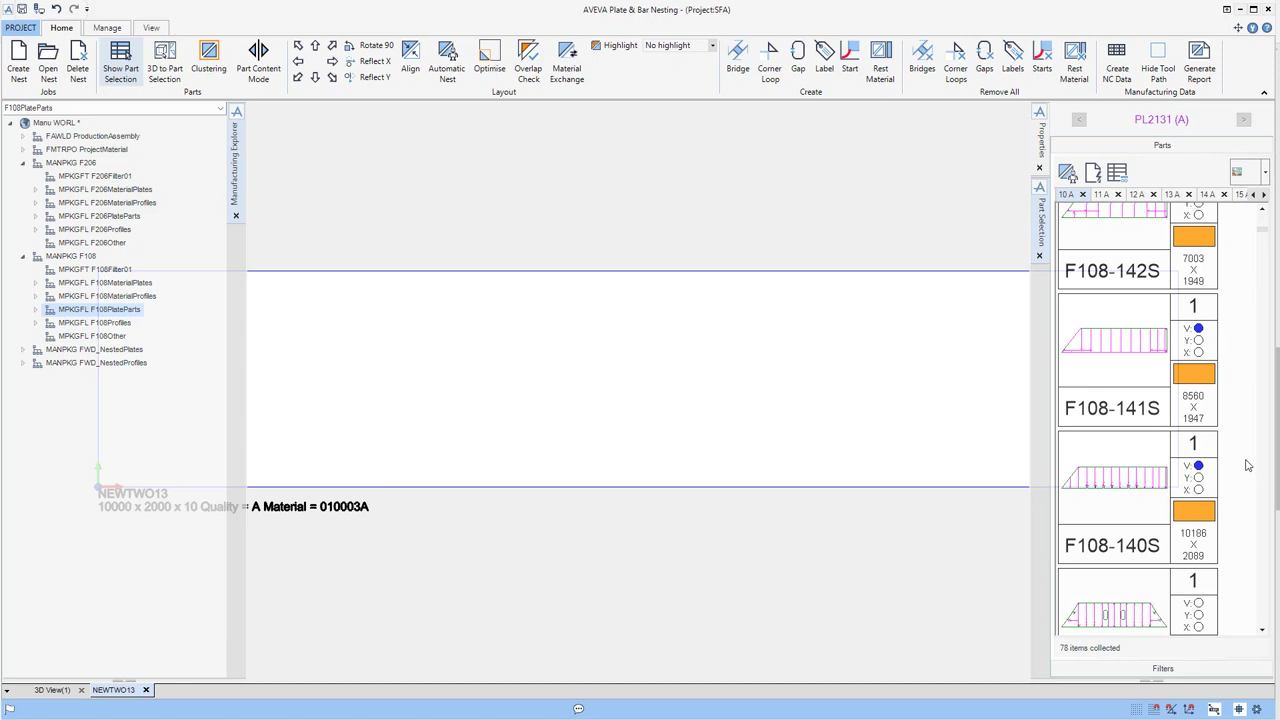 AVEVA Plate & Bar Nesting - (Project:SFA)
PROJECT Home Manage View
Create Nest
Open Nest
Delete Nest
Show Part Selection
3D to Part Selection
Clustering
Part Content Mode
Rotate 90
Reflect X
Reflect Y
Align
Automatic Nest
Optimise
Overlap Check
Material Exchange
Highlight No highlight
Bridge
Corner Loop
Gap
Label
Start
Rest Material
Bridges
Corner Loops
Gaps
Labels
Starts
Rest Material
Create NC Data
Hide Tool Path
Generate Report
Jobs Parts Layout Create Remove All Manufacturing Data
F108PlateParts
Manu WORL *
FAWLD ProductionAssembly
FMTRPO ProjectMaterial
MANPKG F206
MPKGFT F206Filter01
MPKGFL F206MaterialPlates
MPKGFL F206MaterialProfiles
MPKGFL F206PlateParts
MPKGFL F206Profiles
MPKGFL F206Other
MANPKG F108
MPKGFT F108Filter01
MPKGFL F108MaterialPlates
MPKGFL F108MaterialProfiles
MPKGFL F108PlateParts
MPKGFL F108Profiles
MPKGFL F108Other
MANPKG FWD_NestedPlates
MANPKG FWD_NestedProfiles
Manufacturing Explorer
NEWTWO13
10000 x 2000 x 10 Quality = A Material = 010003A
Properties
Part Selection
< PL2131 (A) >
Parts
10 A 11 A 12 A 13 A 14 A 15
Y:
X:
7003
X
1949
F108-142S
1
V:
Y:
X:
8560
X
1947
F108-141S
1
V:
Y:
X:
10186
X
2089
F108-140S
1
V:
Y:
X:
78 items collected
Filters
3D View(1) NEWTWO13